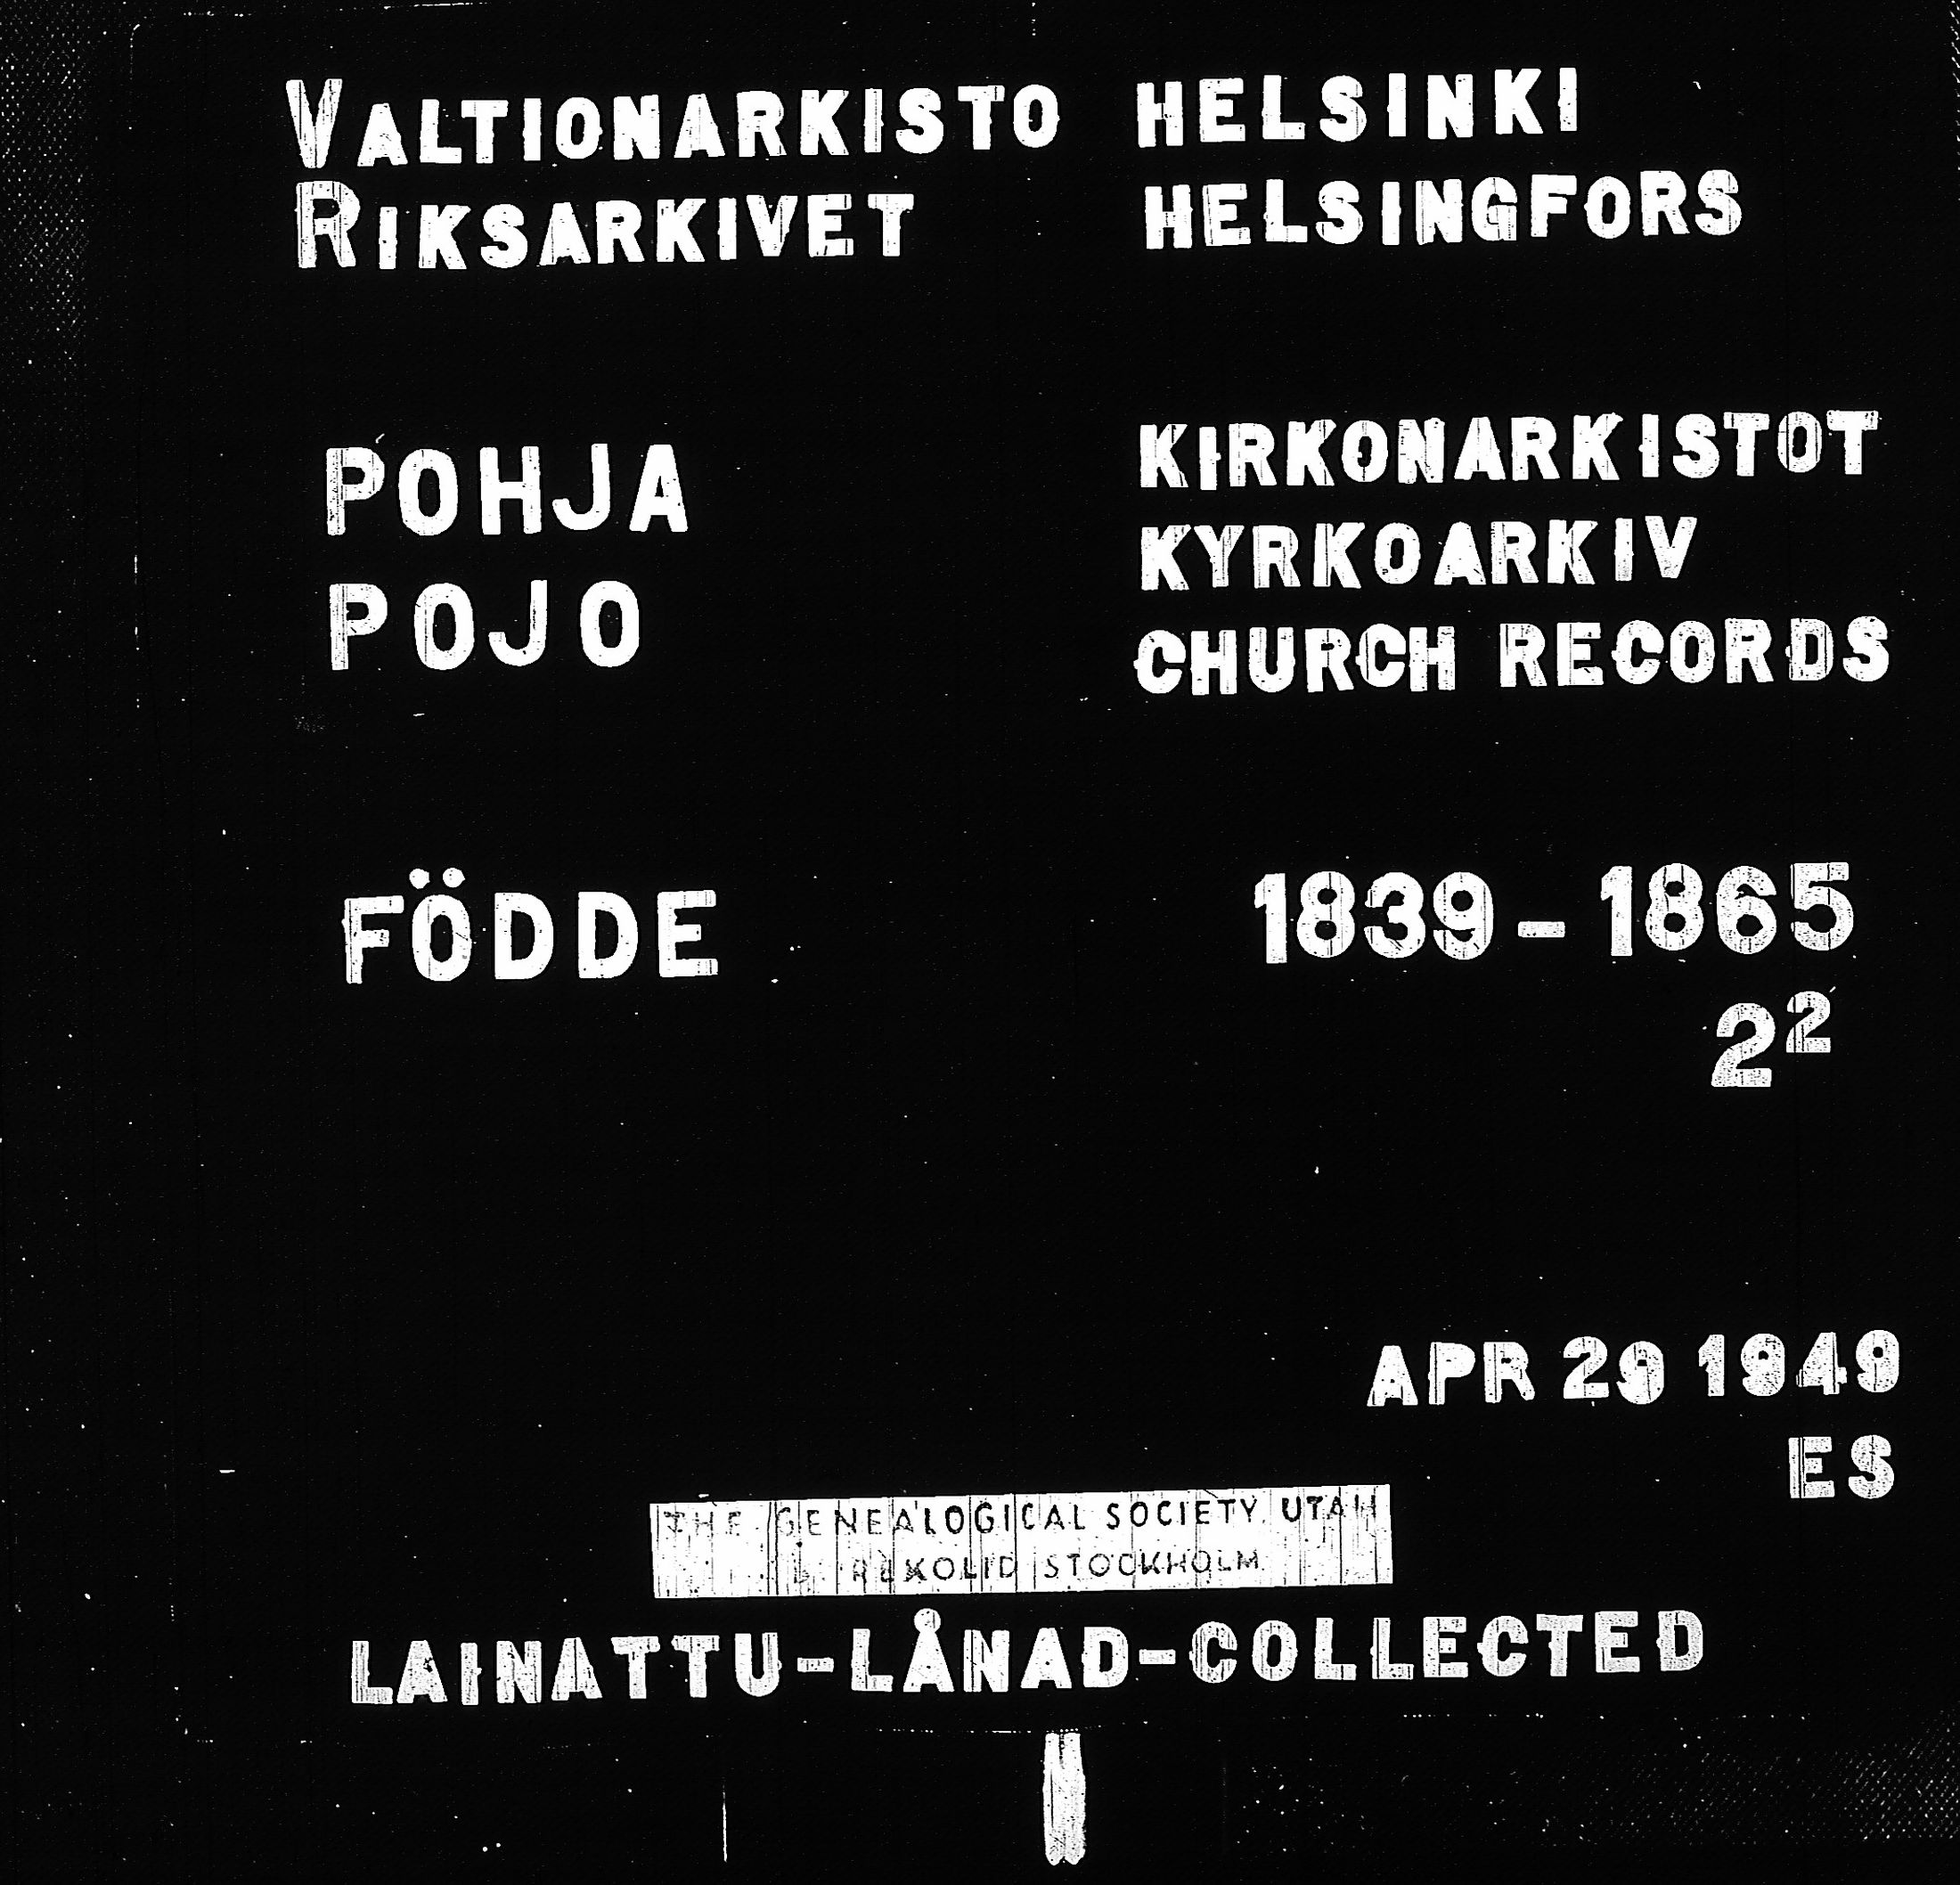 VALTIONARKISTO HELSINKI
RIKSARKIVET HELSINGFORS
POHJA
POJO
KIRKONARKISTOT
KYRKOARKIV
CHURCH RECORDS
FÖDDE 1839-1865
2²
APR 29 1949
ES
THE GENEALOGICAL SOCIETY UTAH
REKOLID STOCKHOLM
LAINATTU-LÅNAD-COLLECTED